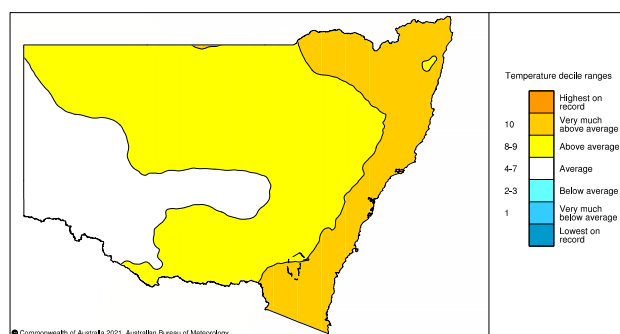 Temperature decile ranges
Highest on
record
10
Very much
above average
8-9
Above average
4-7
Average
2-3
Below average
1
Very much
below average
Lowest on
record
© Commonwealth of Australia 2021, Australian Bureau of Meteorology